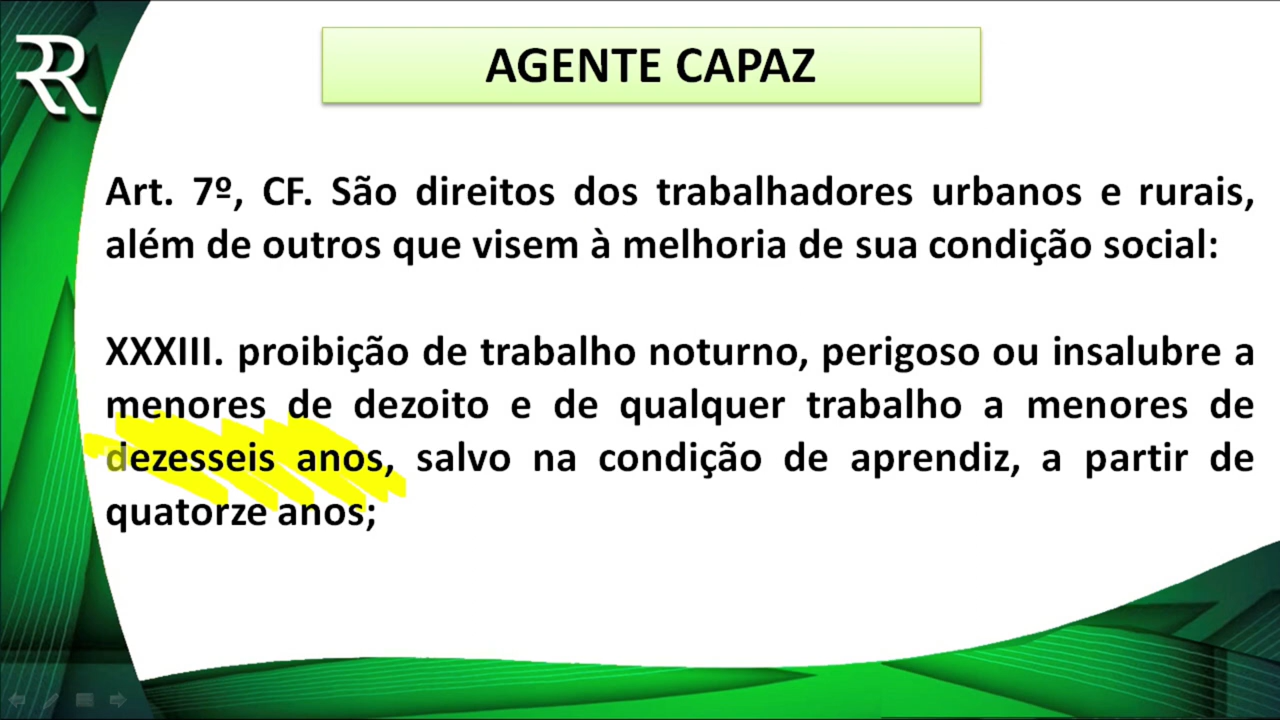 AGENTE CAPAZ
Art. 7º, CF. São direitos dos trabalhadores urbanos e rurais,
além de outros que visem à melhoria de sua condição social:
XXXIII. proibição de trabalho noturno, perigoso ou insalubre a
menores de dezoito e de qualquer trabalho a menores de
dezesseis anos, salvo na condição de aprendiz, a partir de
quatorze anos;